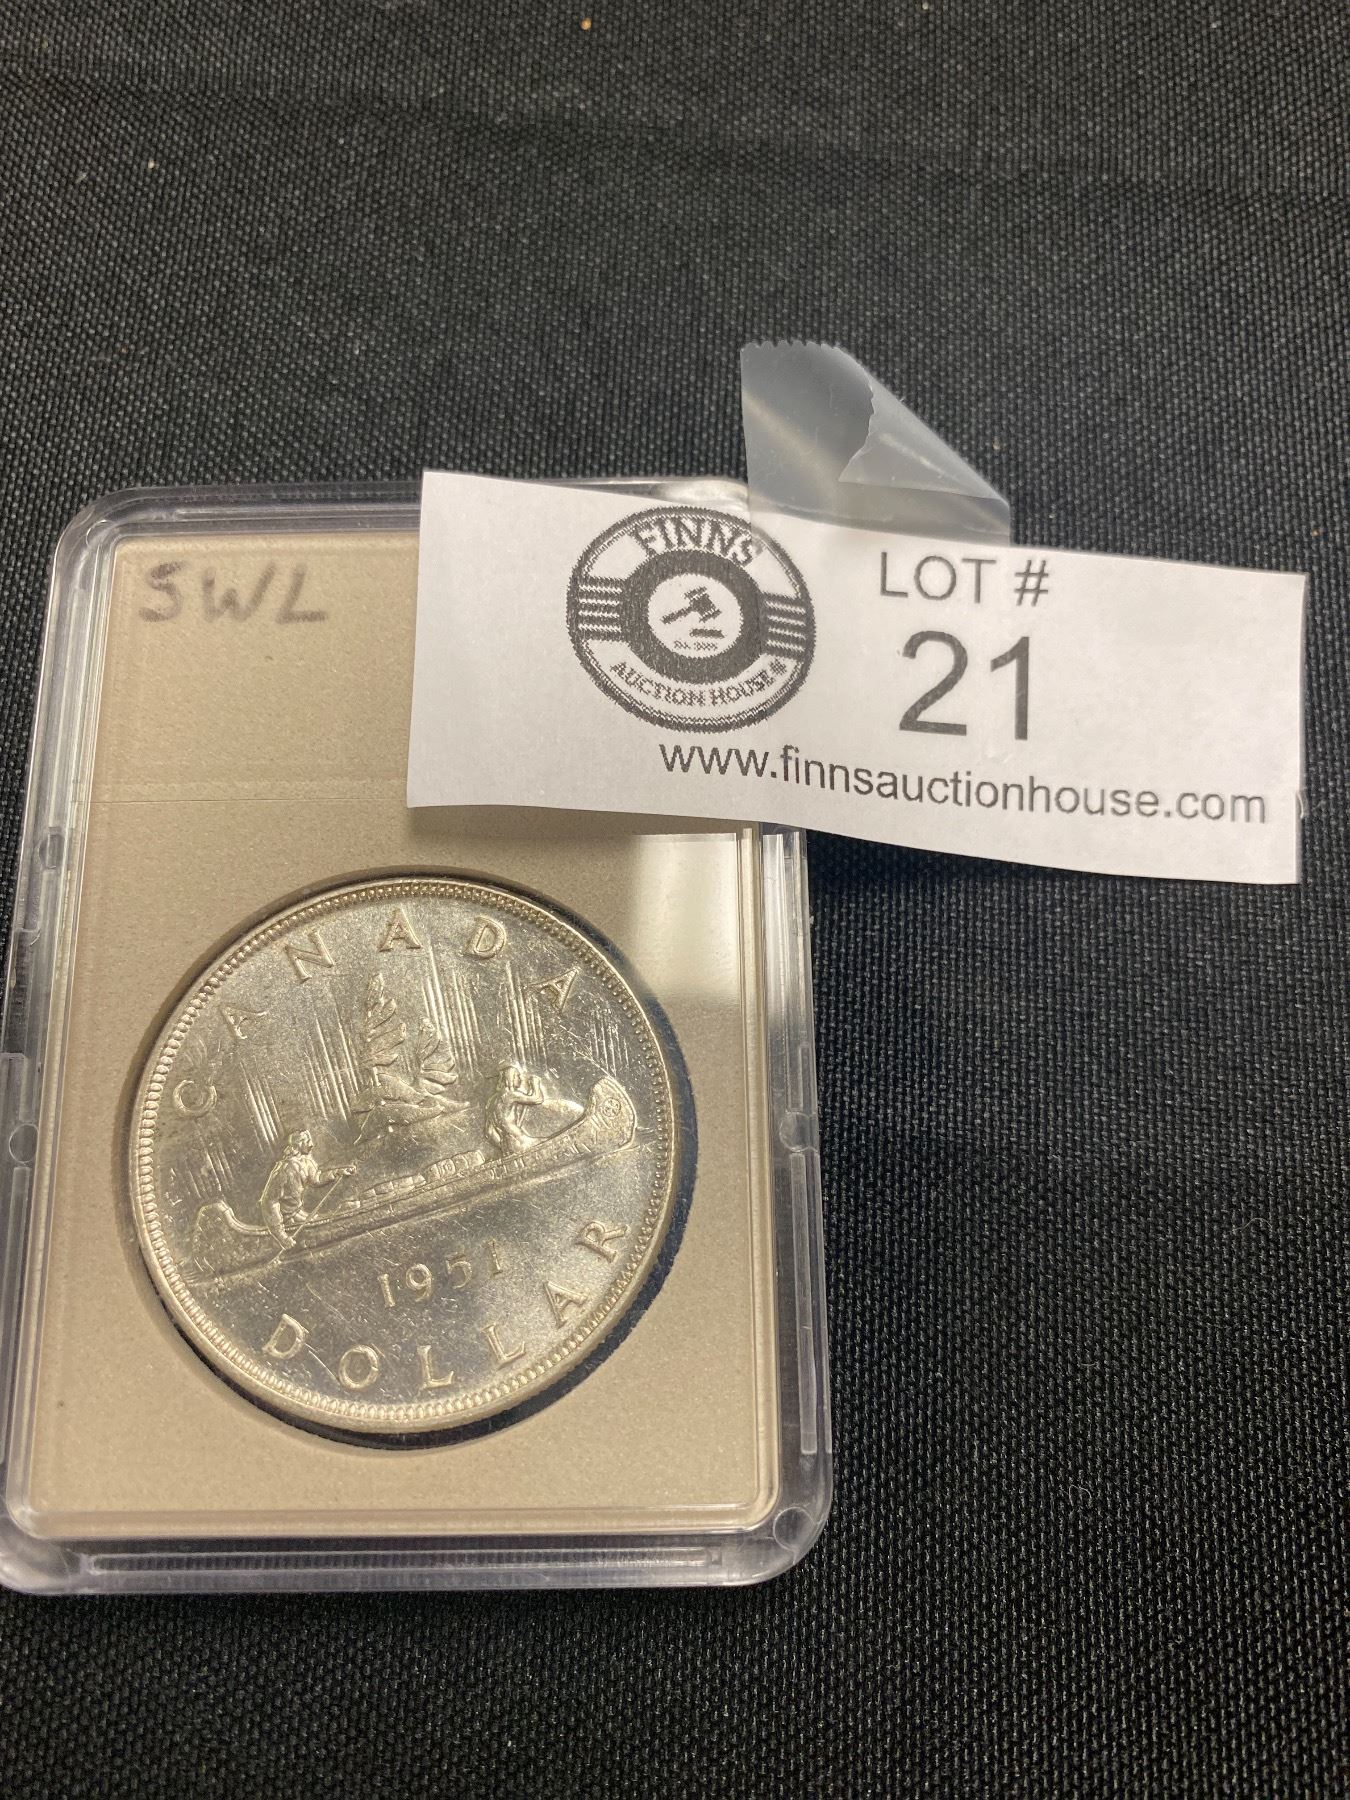 SWL
FINNS
AUCTION HOUSE
LOT #
21
www.finnsauctionhouse.com
CANADA
1951
DOLLAR